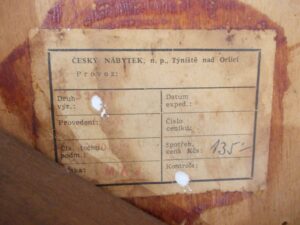 ČESKÝ NÁBYTEK, n. p., Týniště nad Orlicí
Provoz:
Druh výr.:
Datum exped.:
Provedení:
Číslo ceníku:
Spotřeb. cena Kčs: 135,-
Kontrola: